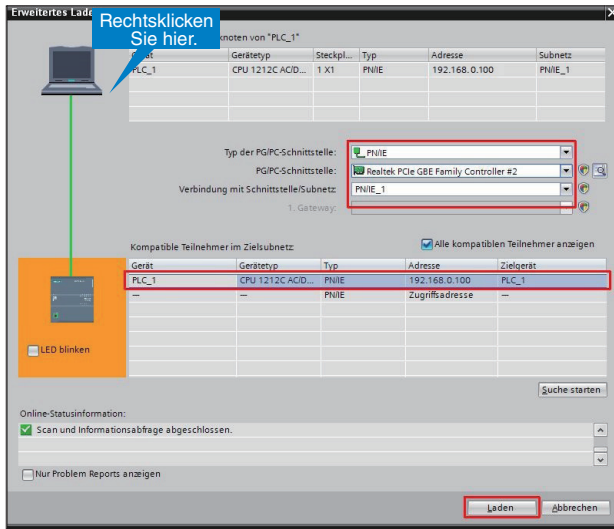 Erweitertes Lade
Rechtsklicken
Sie hier.
knoten von "PLC_1"
Gerät Gerätetyp Steckpl... Typ Adresse Subnetz
PLC_1 CPU 1212C AC/D... 1 X1 PN/IE 192.168.0.100 PN/IE_1
Typ der PG/PC-Schnittstelle: PN/IE
PG/PC-Schnittstelle: Realtek PCIe GBE Family Controller #2
Verbindung mit Schnittstelle/Subnetz: PN/IE_1
1. Gateway:
Kompatible Teilnehmer im Zielsubnetz: Alle kompatiblen Teilnehmer anzeigen
Gerät Gerätetyp Typ Adresse Zielgerät
PLC_1 CPU 1212C AC/D... PN/IE 192.168.0.100 PLC_1
— — PN/IE Zugriffsadresse —
LED blinken
Suche starten
Online-Statusinformation:
Scan und Informationsabfrage abgeschlossen.
Nur Problem Reports anzeigen
Laden Abbrechen